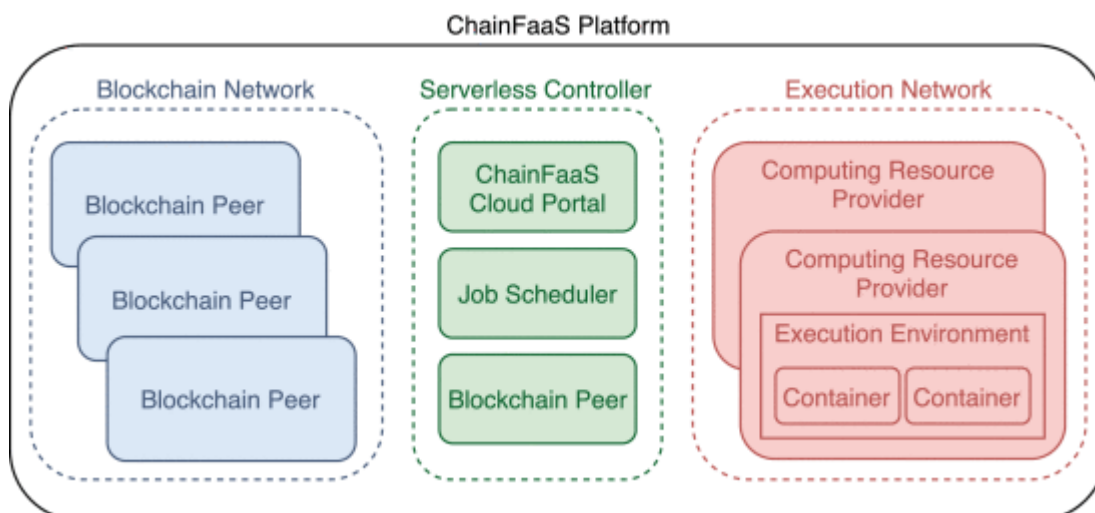 ChainFaaS Platform
Blockchain Network
Blockchain Peer
Blockchain Peer
Blockchain Peer
Serverless Controller
ChainFaaS
Cloud Portal
Job Scheduler
Blockchain Peer
Execution Network
Computing Resource
Provider
Computing Resource
Provider
Execution Environment
Container
Container